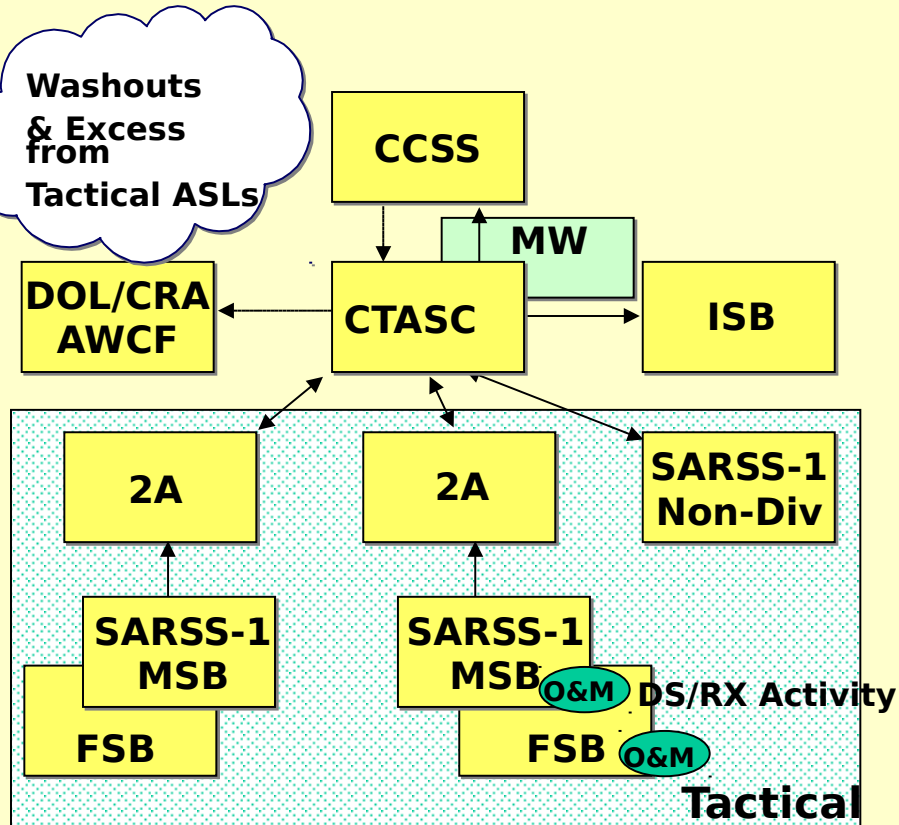 Washouts
& Excess
from
Tactical ASLs
CCSS
MW
DOL/CRA
AWCF
CTASC
ISB
2A
2A
SARSS-1
Non-Div
SARSS-1
MSB
FSB
SARSS-1
MSB
O&M
DS/RX Activity
FSB
O&M
Tactical